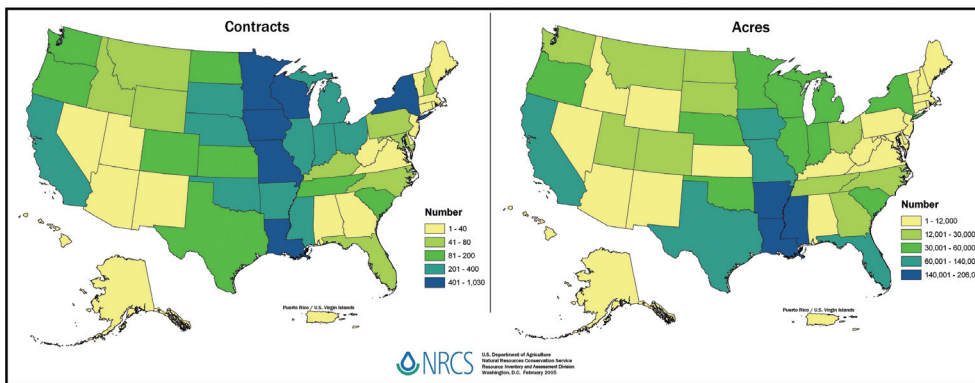 Contracts
Number
1 - 40
41 - 80
81 - 200
201 - 400
401 - 1,030
Puerto Rico / U.S. Virgin Islands
Acres
Number
1 - 12,000
12,001 - 30,000
30,001 - 60,000
60,001 - 140,00
140,001 - 206,0
Puerto Rico / U.S. Virgin Islands
NRCS
U.S. Department of Agriculture
Natural Resources Conservation Service
Resource Inventory and Assessment Division
Washington, D.C. February 2005